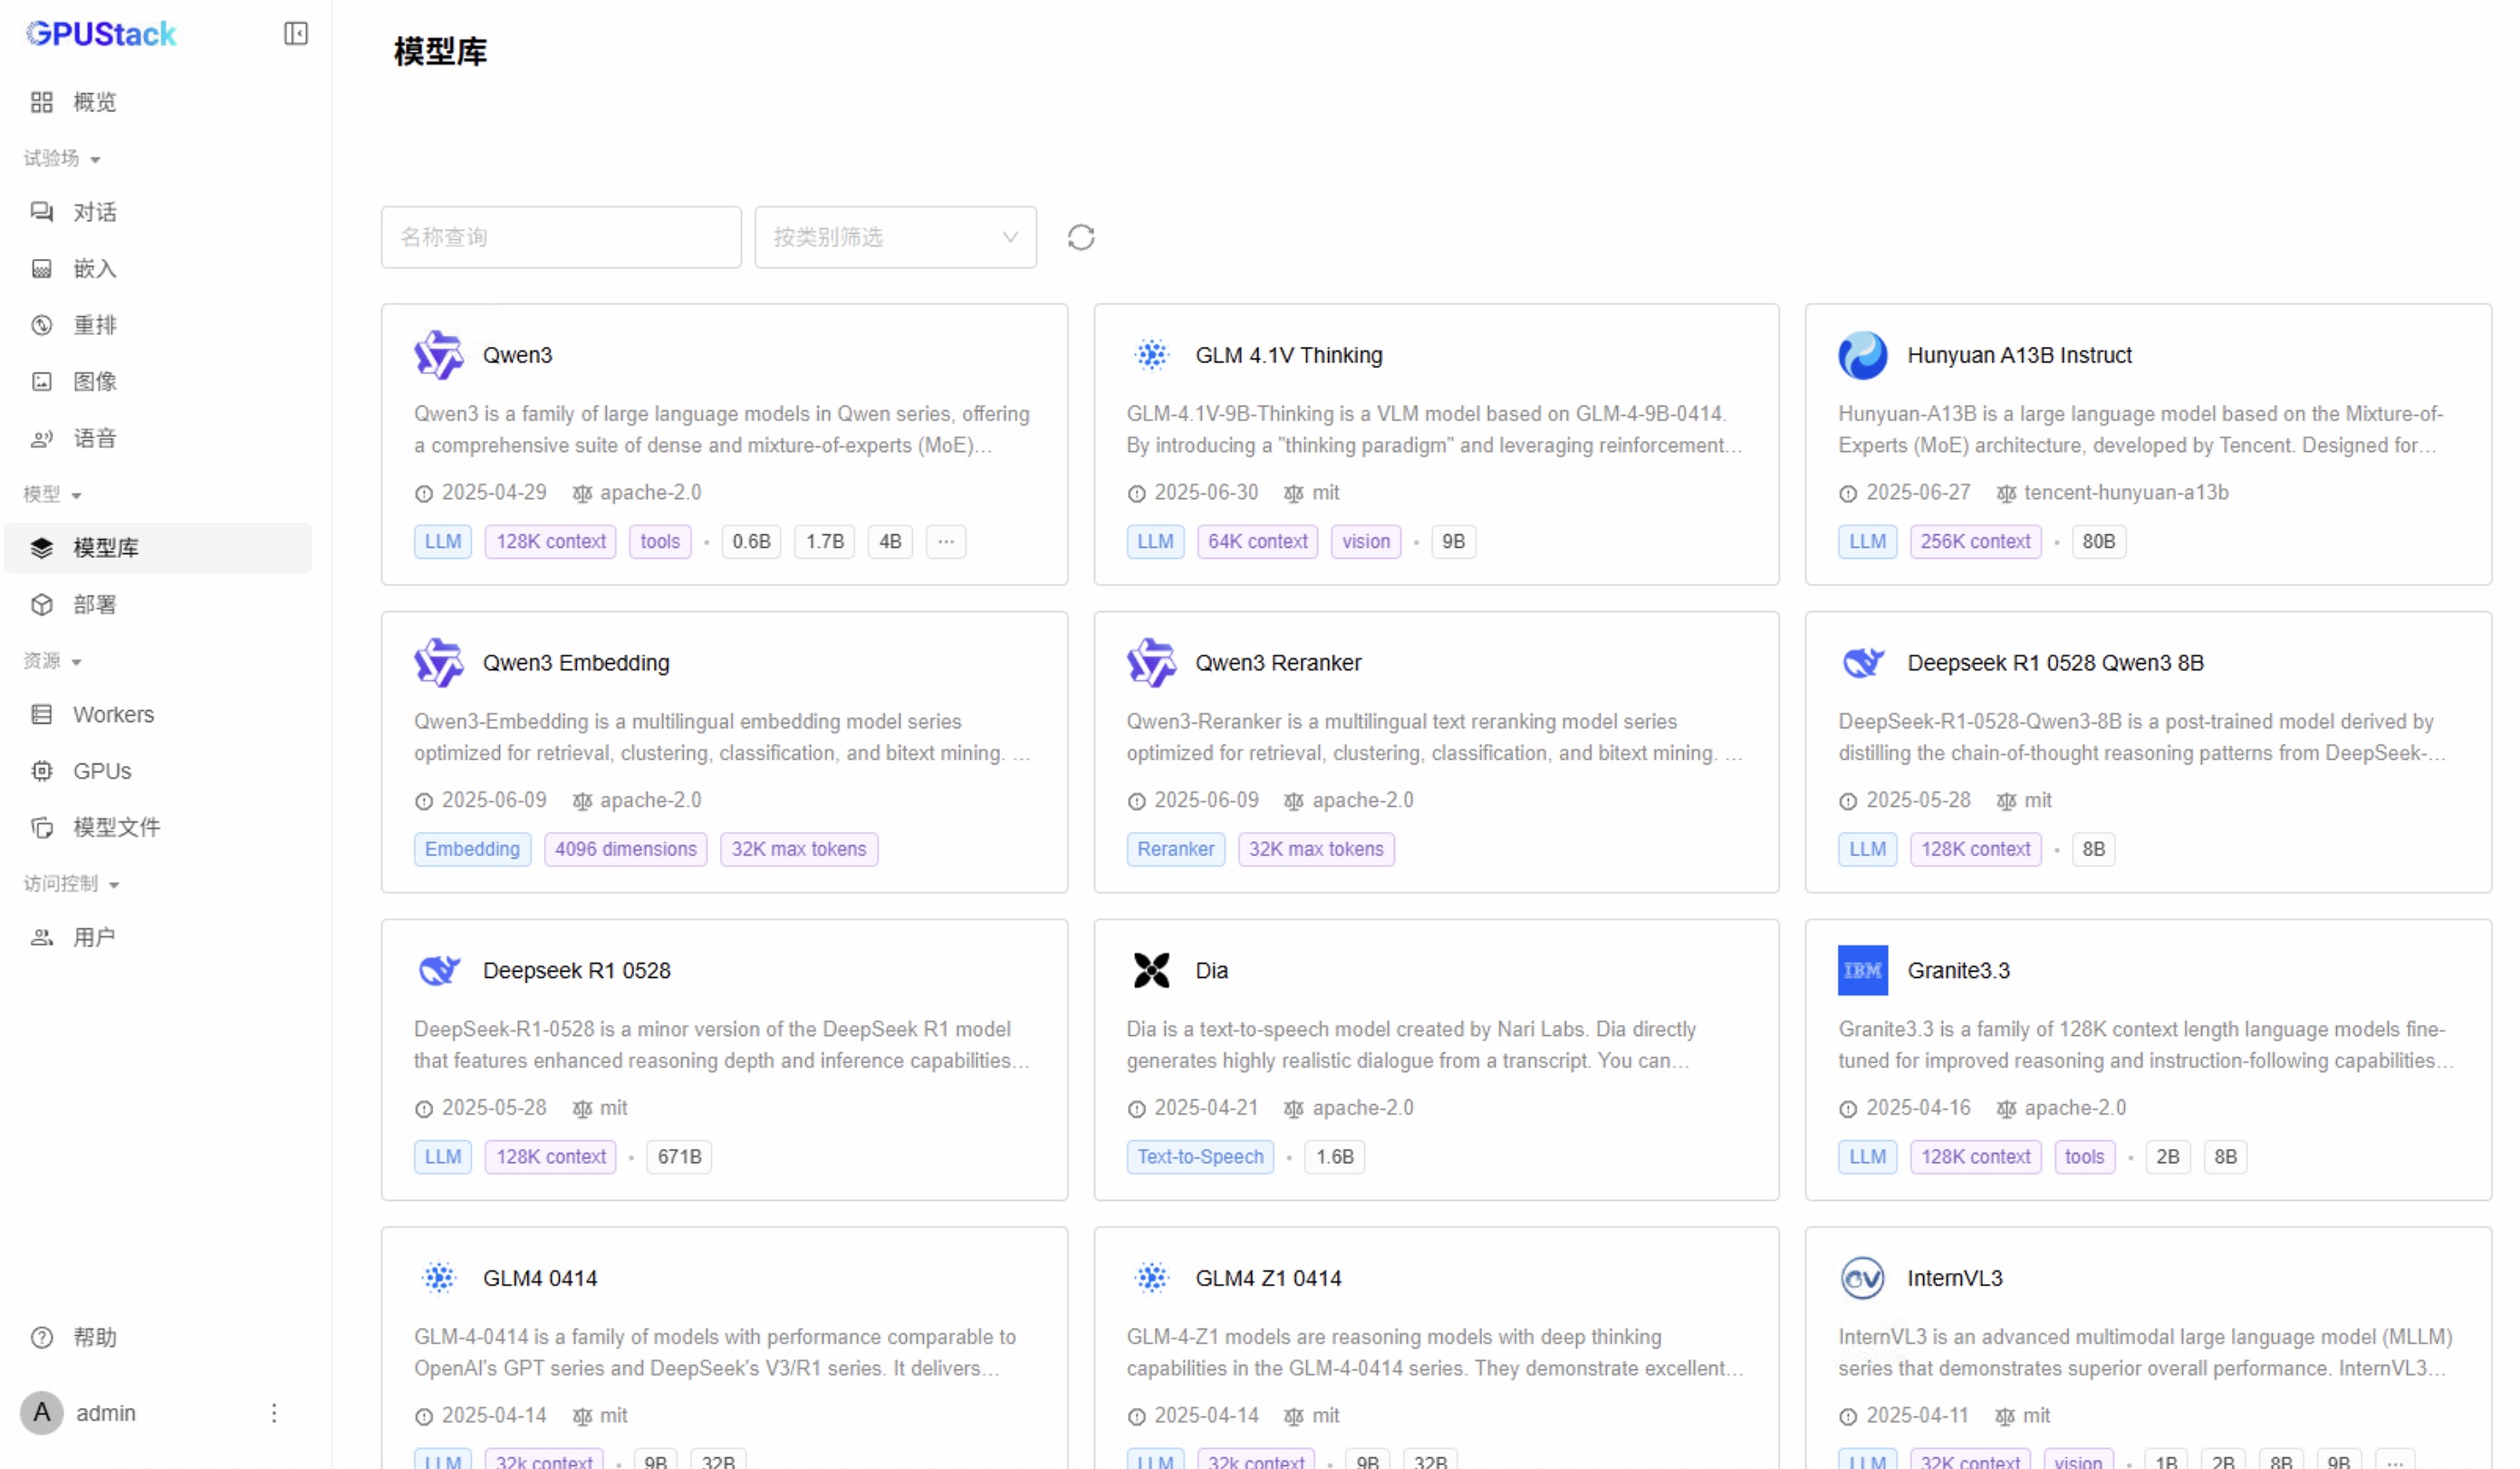 GPUStack
概览
试验场
对话
嵌入
重排
图像
语音
模型
模型库
部署
资源
Workers
GPUs
模型文件
访问控制
用户
帮助
A admin
模型库
名称查询 按类别筛选
Qwen3
Qwen3 is a family of large language models in Qwen series, offering
a comprehensive suite of dense and mixture-of-experts (MoE)...
2025-04-29 apache-2.0
LLM 128K context tools • 0.6B 1.7B 4B ...
GLM 4.1V Thinking
GLM-4.1V-9B-Thinking is a VLM model based on GLM-4-9B-0414.
By introducing a "thinking paradigm" and leveraging reinforcement...
2025-06-30 mit
LLM 64K context vision • 9B
Hunyuan A13B Instruct
Hunyuan-A13B is a large language model based on the Mixture-of-
Experts (MoE) architecture, developed by Tencent. Designed for...
2025-06-27 tencent-hunyuan-a13b
LLM 256K context • 80B
Qwen3 Embedding
Qwen3-Embedding is a multilingual embedding model series
optimized for retrieval, clustering, classification, and bitext mining. ...
2025-06-09 apache-2.0
Embedding 4096 dimensions 32K max tokens
Qwen3 Reranker
Qwen3-Reranker is a multilingual text reranking model series
optimized for retrieval, clustering, classification, and bitext mining. ...
2025-06-09 apache-2.0
Reranker 32K max tokens
Deepseek R1 0528 Qwen3 8B
DeepSeek-R1-0528-Qwen3-8B is a post-trained model derived by
distilling the chain-of-thought reasoning patterns from DeepSeek-...
2025-05-28 mit
LLM 128K context • 8B
Deepseek R1 0528
DeepSeek-R1-0528 is a minor version of the DeepSeek R1 model
that features enhanced reasoning depth and inference capabilities...
2025-05-28 mit
LLM 128K context • 671B
Dia
Dia is a text-to-speech model created by Nari Labs. Dia directly
generates highly realistic dialogue from a transcript. You can...
2025-04-21 apache-2.0
Text-to-Speech • 1.6B
IBM Granite3.3
Granite3.3 is a family of 128K context length language models fine-
tuned for improved reasoning and instruction-following capabilities...
2025-04-16 apache-2.0
LLM 128K context tools • 2B 8B
GLM4 0414
GLM-4-0414 is a family of models with performance comparable to
OpenAI's GPT series and DeepSeek's V3/R1 series. It delivers...
2025-04-14 mit
LLM 32k context • 9B 32B
GLM4 Z1 0414
GLM-4-Z1 models are reasoning models with deep thinking
capabilities in the GLM-4-0414 series. They demonstrate excellent...
2025-04-14 mit
LLM 32k context • 9B 32B
InternVL3
InternVL3 is an advanced multimodal large language model (MLLM)
series that demonstrates superior overall performance. InternVL3...
2025-04-11 mit
LLM 32K context vision • 1B 2B 8B 9B ...